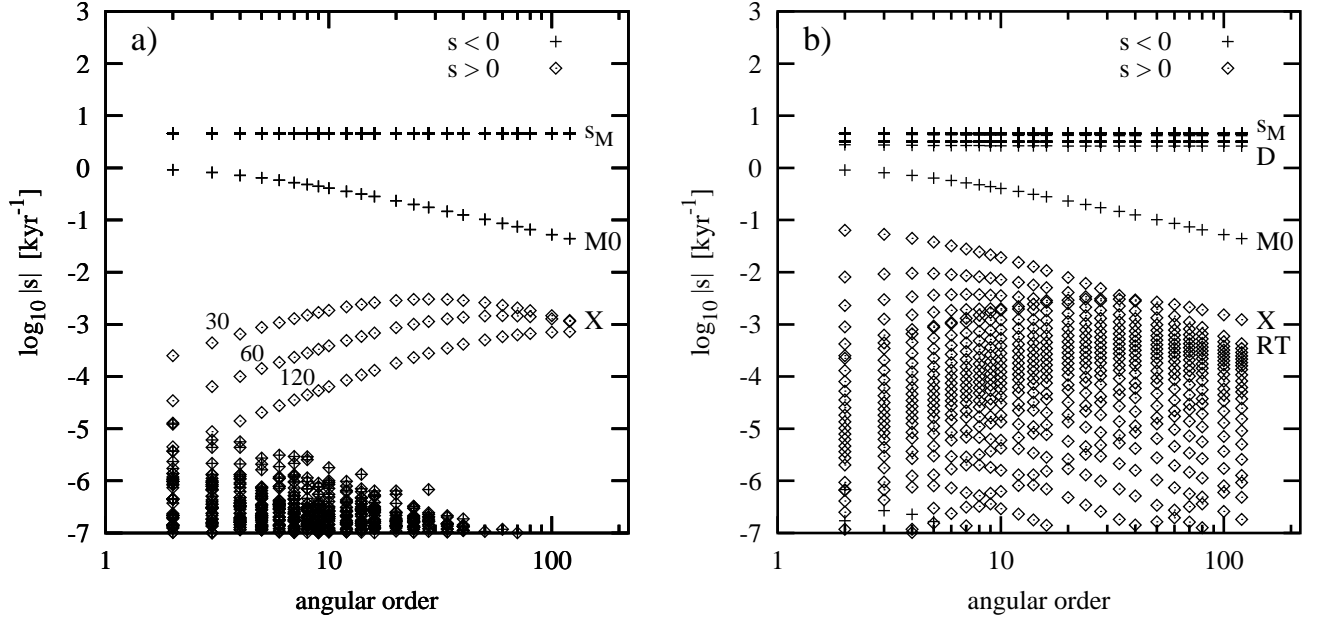 a)
s < 0 +
s > 0 ◇
3
2
1
0
-1
-2
-3
-4
-5
-6
-7
log10 |s| [kyr-1]
sM
M0
X
30
60
120
1
10
100
angular order
b)
s < 0 +
s > 0 ◇
3
2
1
0
-1
-2
-3
-4
-5
-6
-7
log10 |s| [kyr-1]
sM
D
M0
X
RT
1
10
100
angular order